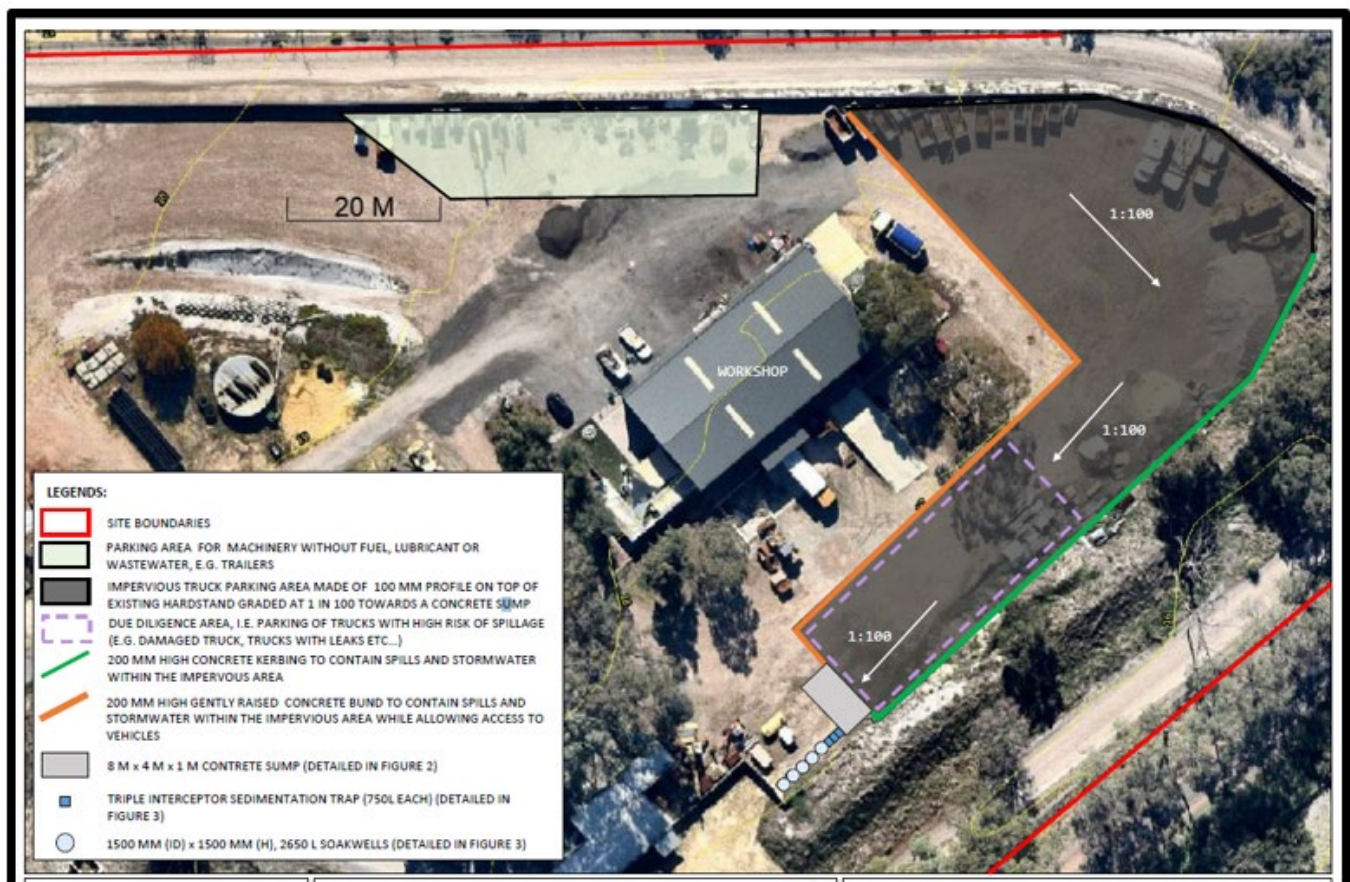 20 M
1:100
WORKSHOP
1:100
1:100
LEGENDS:
SITE BOUNDARIES
PARKING AREA FOR MACHINERY WITHOUT FUEL, LUBRICANT OR
WASTEWATER, E.G. TRAILERS
IMPERVIOUS TRUCK PARKING AREA MADE OF 100 MM PROFILE ON TOP OF
EXISTING HARDSTAND GRADED AT 1 IN 100 TOWARDS A CONCRETE SUMP
DUE DILIGENCE AREA, I.E. PARKING OF TRUCKS WITH HIGH RISK OF SPILLAGE
(E.G. DAMAGED TRUCK, TRUCKS WITH LEAKS ETC...)
200 MM HIGH CONCRETE KERBING TO CONTAIN SPILLS AND STORMWATER
WITHIN THE IMPERVOUS AREA
200 MM HIGH GENTLY RAISED CONCRETE BUND TO CONTAIN SPILLS AND
STORMWATER WITHIN THE IMPERVIOUS AREA WHILE ALLOWING ACCESS TO
VEHICLES
8 M x 4 M x 1 M CONTRETE SUMP (DETAILED IN FIGURE 2)
TRIPLE INTERCEPTOR SEDIMENTATION TRAP (750L EACH) (DETAILED IN
FIGURE 3)
1500 MM (ID) x 1500 MM (H), 2650 L SOAKWELLS (DETAILED IN FIGURE 3)